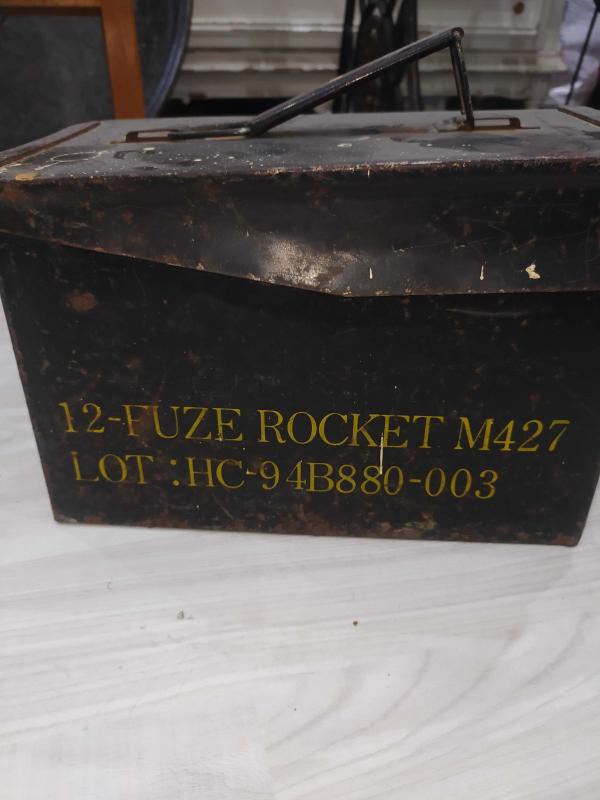 12-FUZE ROCKET M427
LOT : HC-94B880-003